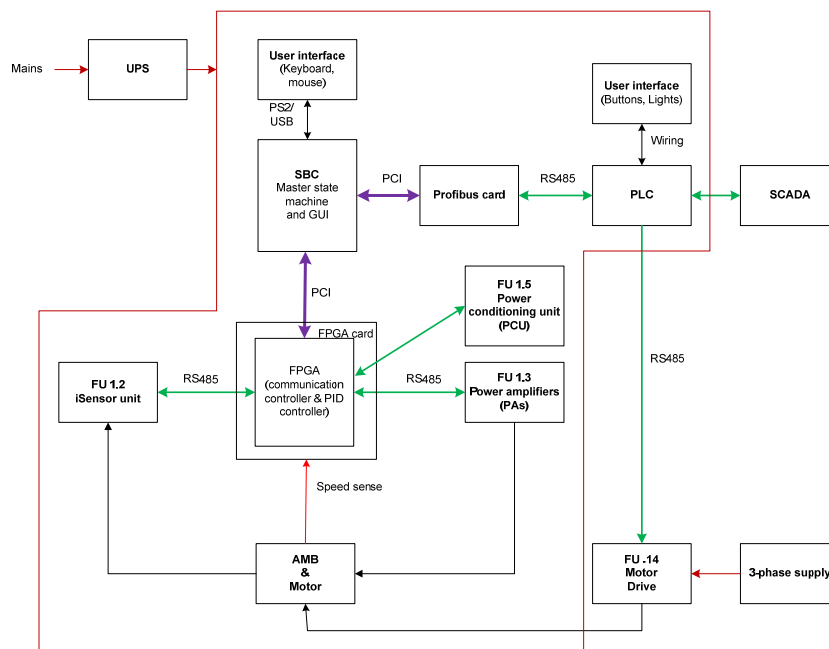 Mains
UPS
User interface
(Keyboard,
mouse)
PS2/
USB
User interface
(Buttons, Lights)
Wiring
SBC
Master state
machine
and GUI
PCI
Profibus card
RS485
PLC
SCADA
PCI
FU 1.5
Power
conditioning unit
(PCU)
FPGA card
FU 1.2
iSensor unit
RS485
FPGA
(communication
controller & PID
controller)
RS485
FU 1.3
Power amplifiers
(PAs)
RS485
Speed sense
AMB
&
Motor
FU .14
Motor
Drive
3-phase supply